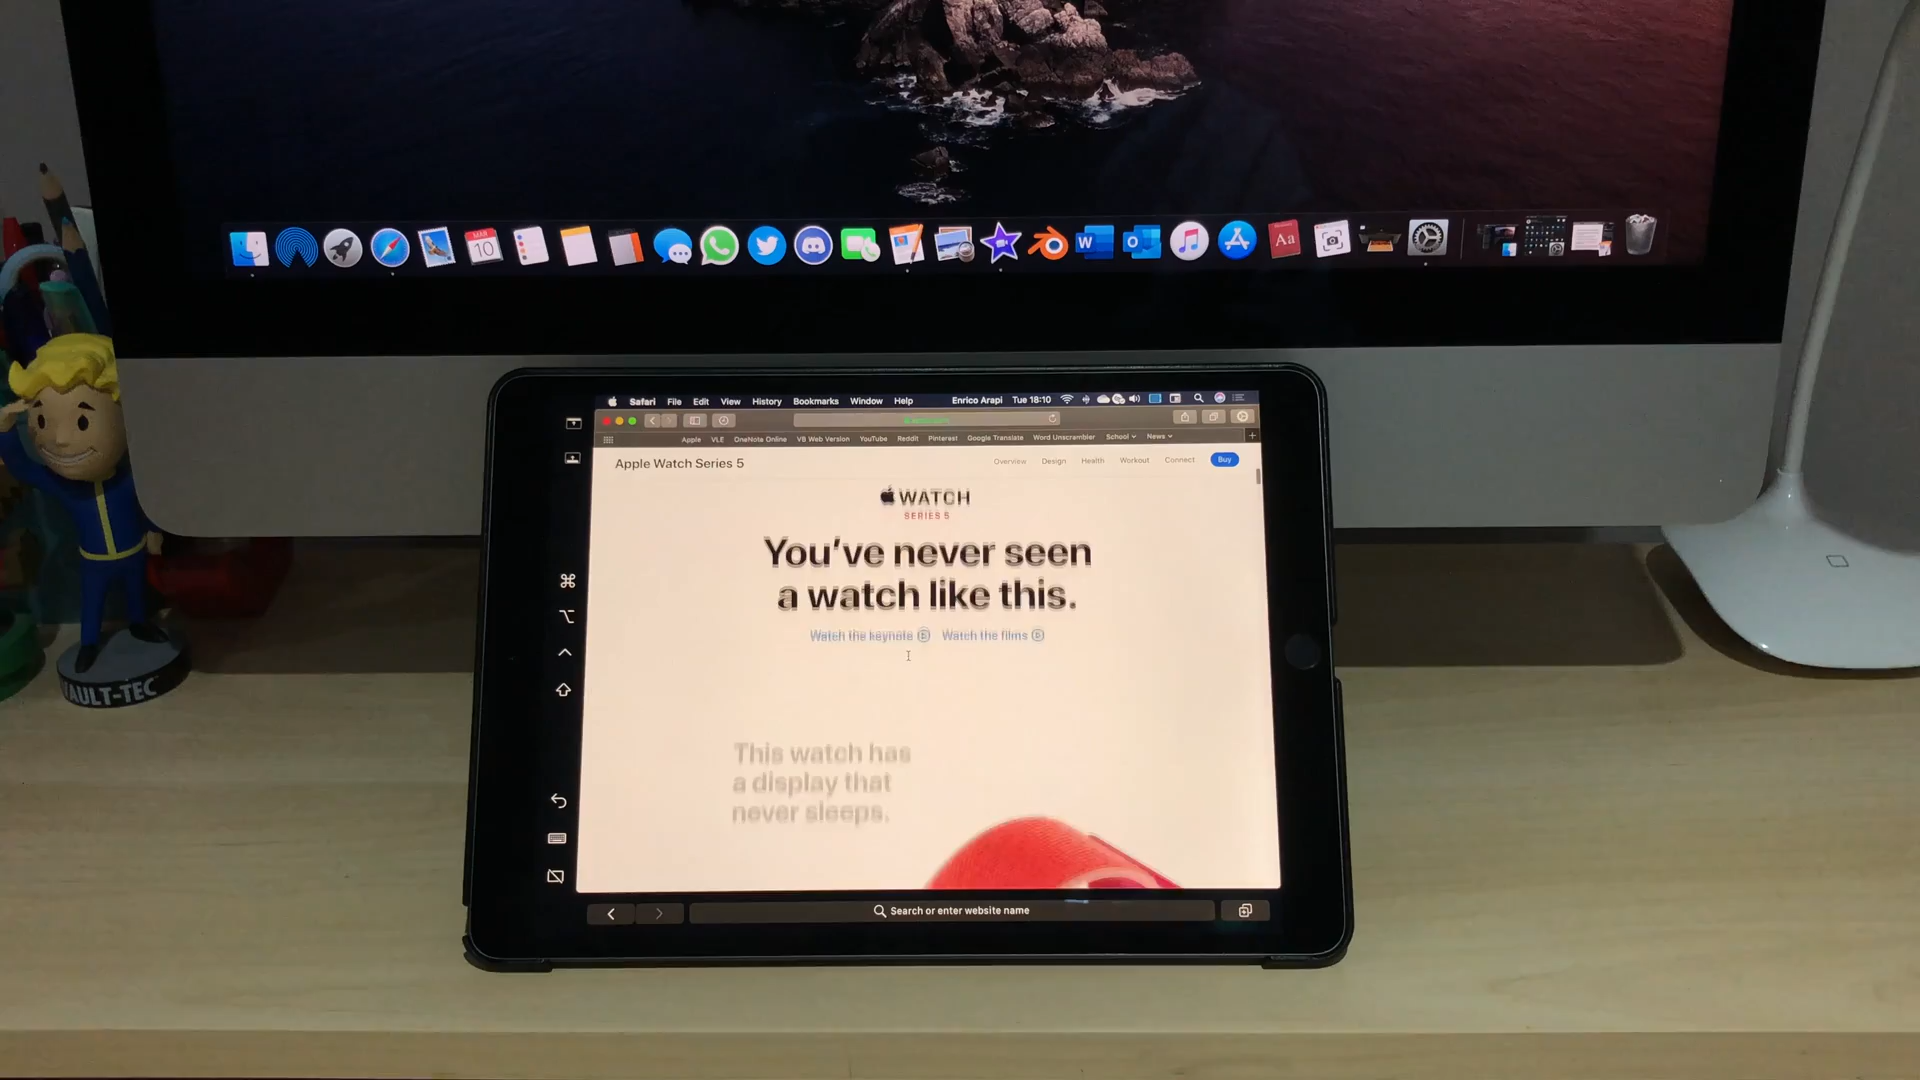 MAR
10
W
O
Aa
Safari File Edit View History Bookmarks Window Help Enrico Arapi Tue 18:10
Apple VLE OneNote Online VB Web Version YouTube Reddit Pinterest Google Translate Word Unscrambler School News
Apple Watch Series 5 Overview Design Health Workout Connect Buy
WATCH
SERIES 5
You've never seen
a watch like this.
Watch the keynote Watch the films
This watch has
a display that
never sleeps.
Search or enter website name
VAULT-TEC